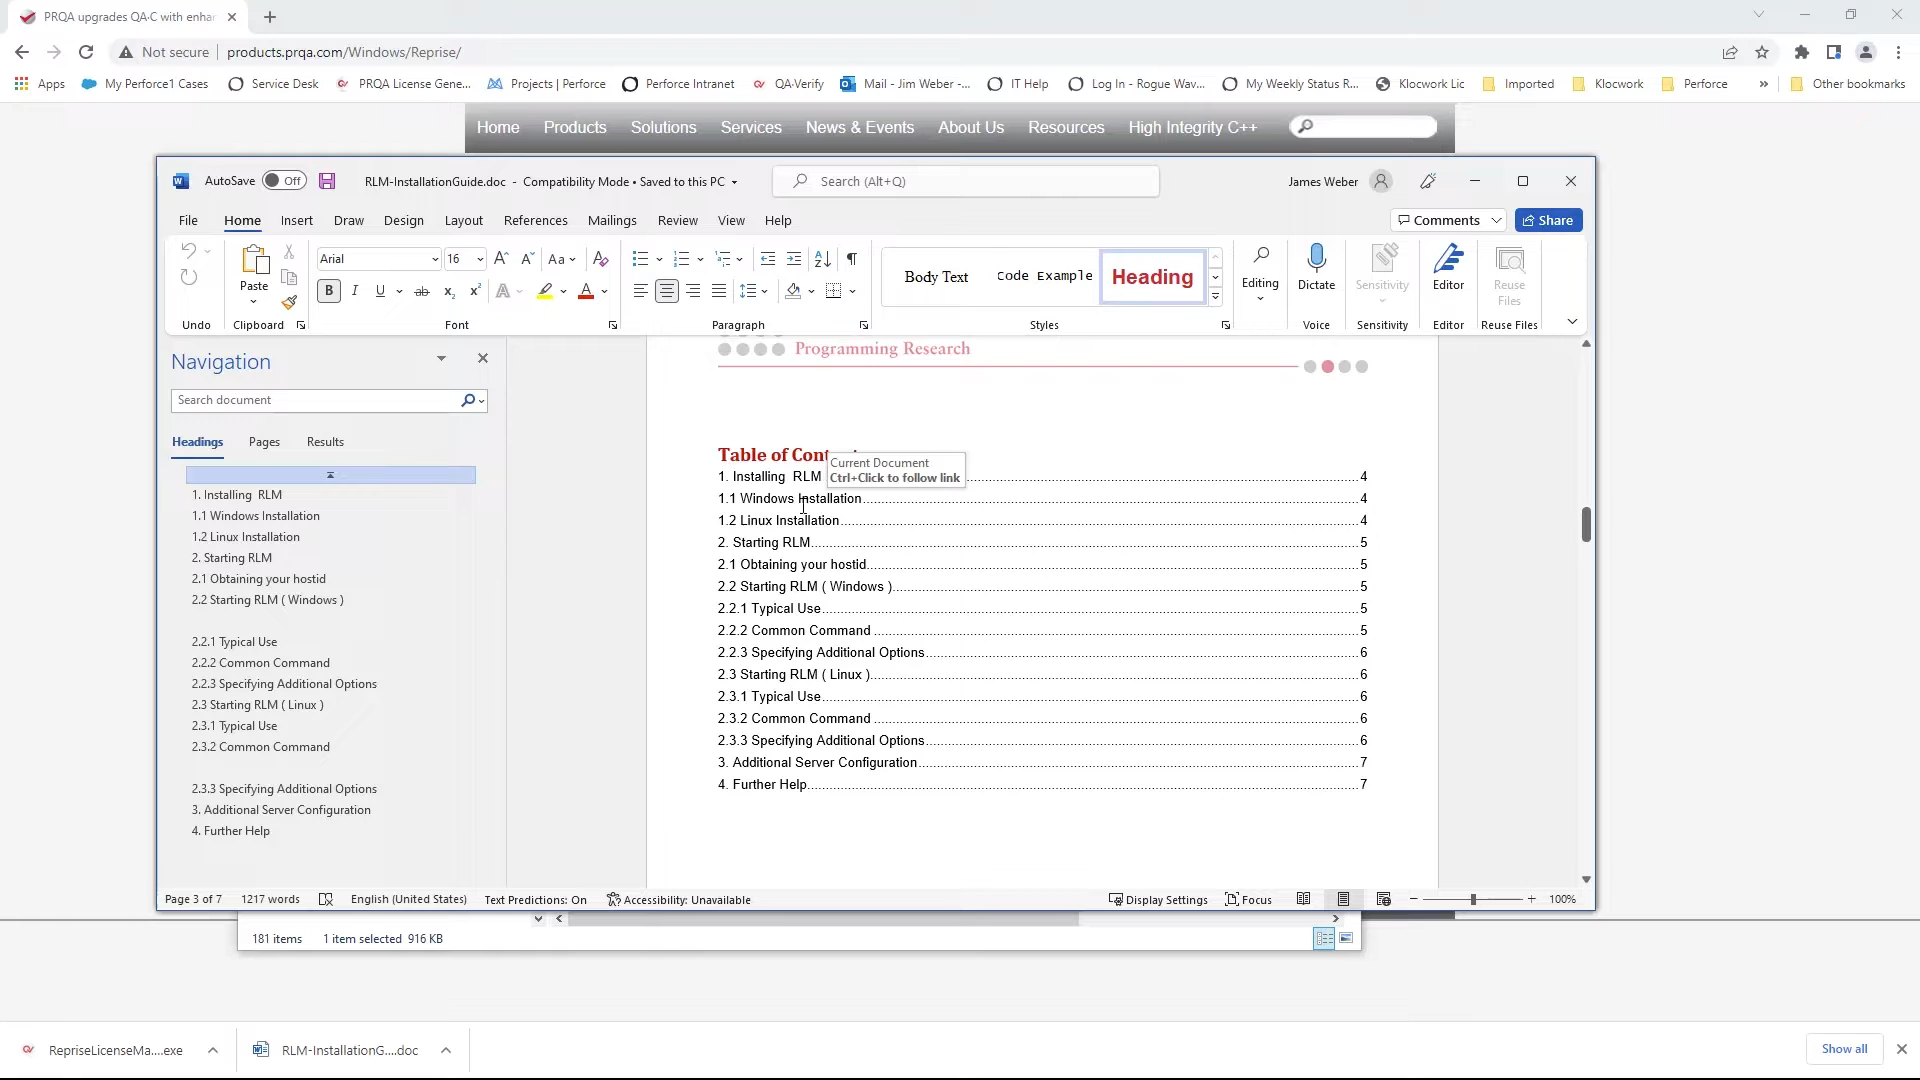 PRQA upgrades QA·C with enha
Not secure products.prqa.com/Windows/Reprise/
Apps My Perforce1 Cases Service Desk PRQA License Gene... Projects | Perforce Perforce Intranet QA-Verify Mail - Jim Weber -... IT Help Log In - Rogue Wav... My Weekly Status R... Klocwork Lic Imported Klocwork Perforce » Other bookmarks
Home Products Solutions Services News & Events About Us Resources High Integrity C++
AutoSave Off RLM-InstallationGuide.doc - Compatibility Mode • Saved to this PC Search (Alt+Q) James Weber
File Home Insert Draw Design Layout References Mailings Review View Help Comments Share
Arial 16 Aa
Paste Body Text Code Example Heading Editing Dictate Sensitivity Editor Reuse Files
B I U ab x₂ x² A A
Undo Clipboard Font Paragraph Styles Voice Sensitivity Editor Reuse Files
Navigation
Search document
Headings Pages Results
1. Installing RLM
1.1 Windows Installation
1.2 Linux Installation
2. Starting RLM
2.1 Obtaining your hostid
2.2 Starting RLM ( Windows )
2.2.1 Typical Use
2.2.2 Common Command
2.2.3 Specifying Additional Options
2.3 Starting RLM ( Linux )
2.3.1 Typical Use
2.3.2 Common Command
2.3.3 Specifying Additional Options
3. Additional Server Configuration
4. Further Help
Programming Research
Table of Cont
Current Document
Ctrl+Click to follow link
1. Installing RLM 4
1.1 Windows Installation 4
1.2 Linux Installation 4
2. Starting RLM 5
2.1 Obtaining your hostid 5
2.2 Starting RLM ( Windows ) 5
2.2.1 Typical Use 5
2.2.2 Common Command 5
2.2.3 Specifying Additional Options 6
2.3 Starting RLM ( Linux ) 6
2.3.1 Typical Use 6
2.3.2 Common Command 6
2.3.3 Specifying Additional Options 6
3. Additional Server Configuration 7
4. Further Help 7
Page 3 of 7 1217 words English (United States) Text Predictions: On Accessibility: Unavailable Display Settings Focus 100%
181 items 1 item selected 916 KB
RepriseLicenseMa....exe RLM-InstallationG....doc Show all